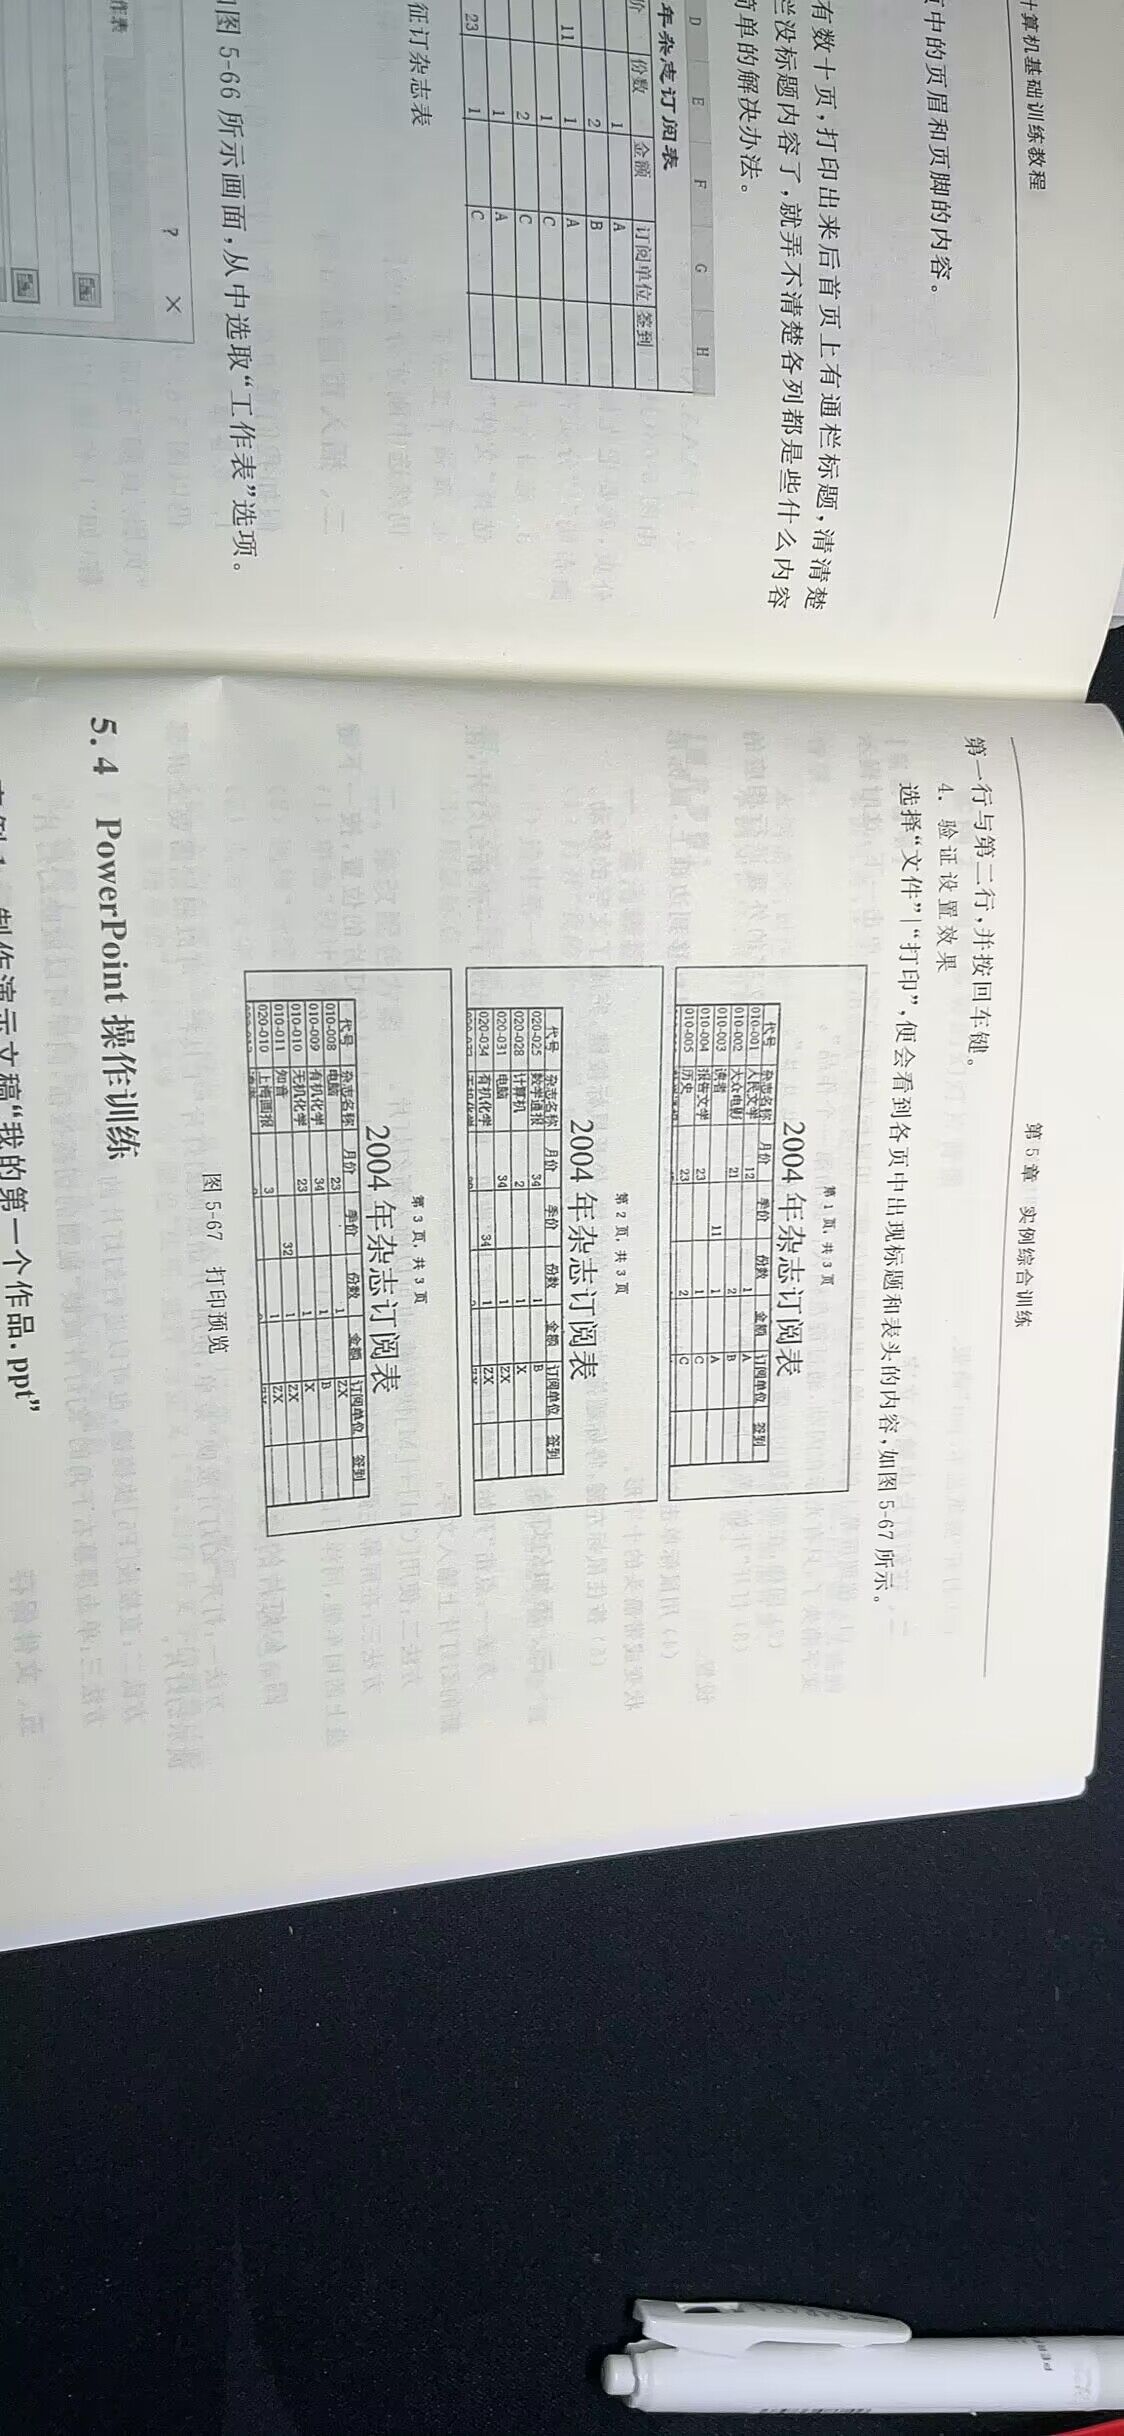 计算机基础训练教程
页中的页眉和页脚的内容。
有数十页,打印出来后首页上有通栏标题,清清楚
栏没标题内容了,就弄不清楚各列都是些什么内容
简单的解决办法。
D E F G H
年杂志订阅表
价 份数 金额 订阅单位 签到
1 A
2 B
11 1 A
1 C
2 C
1 A
23 1 C
征订杂志表
如图 5-66 所示画面,从中选取“工作表”选项。
? ×
作表
第 5 章 实例综合训练
第一行与第二行,并按回车键。
4. 验证设置效果
选择“文件”|“打印”,便会看到各页中出现标题和表头的内容,如图 5-67 所示。
第 1 页, 共 3 页
2004 年杂志订阅表
代号 杂志名称 月价 季价 份数 金额 订阅单位 签到
010-001 人民文学 12 1 A
010-002 大众电影 21 2 B
010-003 读者 11 1 A
010-004 报告文学 23 1 C
010-005 历史 23 2 C
第 2 页, 共 3 页
2004 年杂志订阅表
代号 杂志名称 月价 季价 份数 金额 订阅单位 签到
020-025 数学通报 34 1 B
020-028 计算机 2 1 X
020-031 电脑 34 1 ZX
020-034 有机化学 34 1 ZX
020-037 无机化学
第 3 页, 共 3 页
2004 年杂志订阅表
代号 杂志名称 月价 季价 份数 金额 订阅单位 签到
010-008 电脑 23 1 ZX
010-009 有机化学 34 1 B
010-010 无机化学 23 1 X
010-011 知音 32 1 ZX
020-010 上海画报 3 1 ZX
图 5-67 打印预览
5.4 PowerPoint 操作训练
实例 1 制作演示文稿“我的第一个作品.ppt”